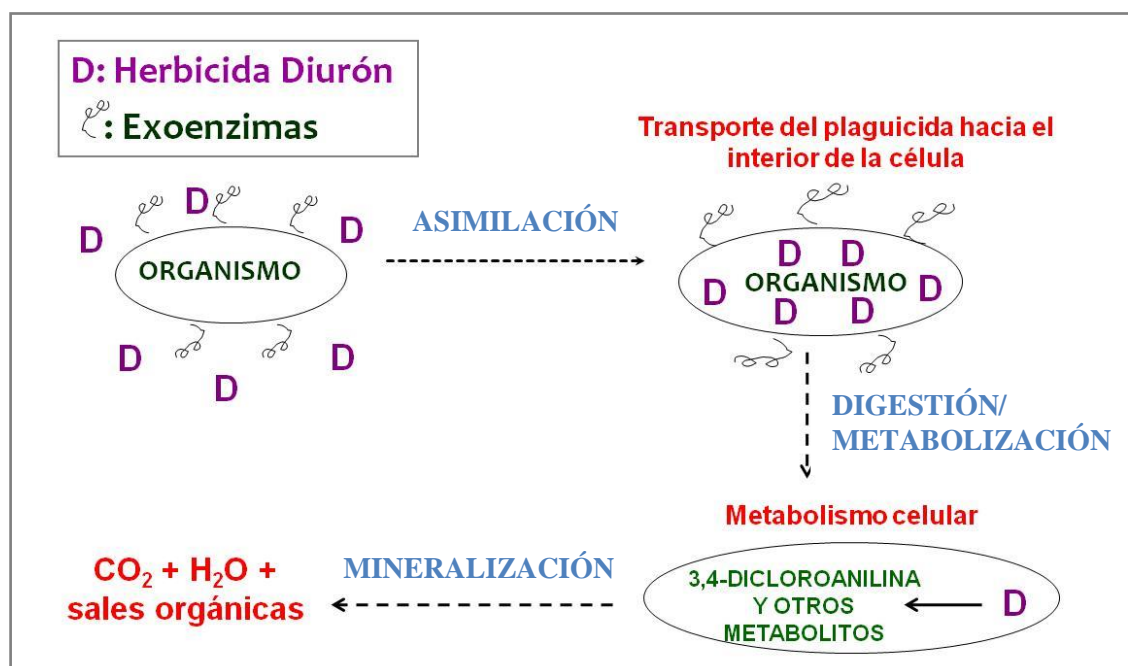 D: Herbicida Diurón
: Exoenzimas
D
D
D
ORGANISMO
D
D
D
ASIMILACIÓN
Transporte del plaguicida hacia el
interior de la célula
D
D
D
ORGANISMO
D
D
D
DIGESTIÓN/
METABOLIZACIÓN
Metabolismo celular
3,4-DICLOROANILINA
Y OTROS
METABOLITOS
D
MINERALIZACIÓN
CO₂ + H₂O +
sales orgánicas